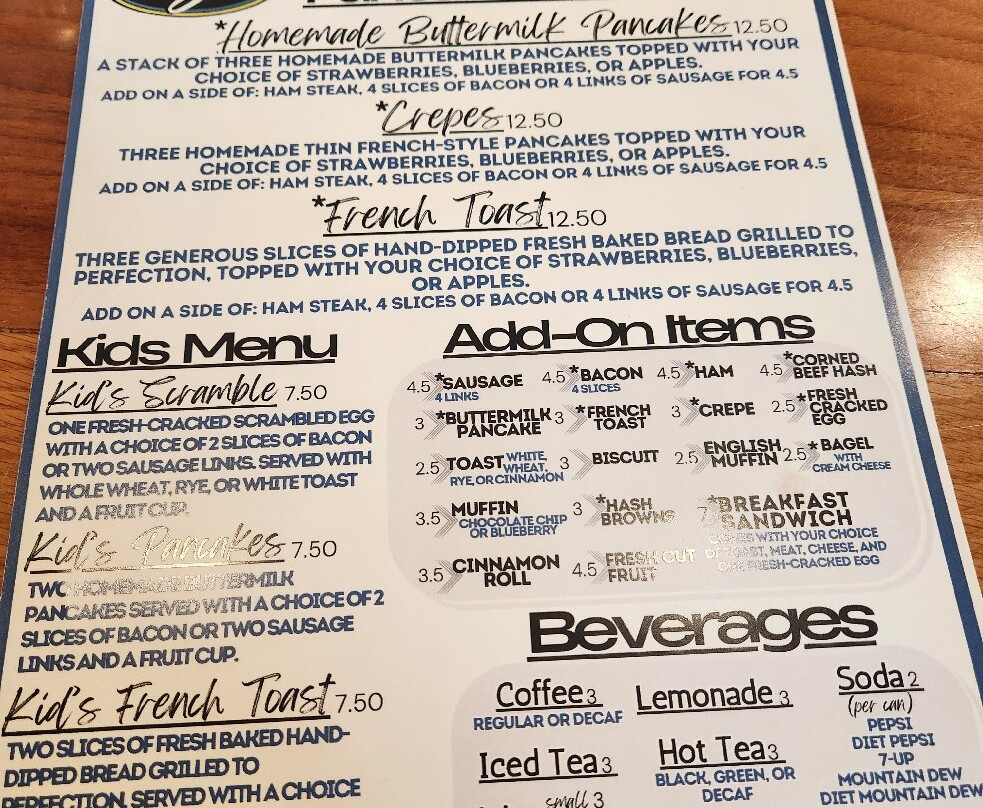 *Homemade Buttermilk Pancakes 12.50
A STACK OF THREE HOMEMADE BUTTERMILK PANCAKES TOPPED WITH YOUR
CHOICE OF STRAWBERRIES, BLUEBERRIES, OR APPLES.
ADD ON A SIDE OF: HAM STEAK, 4 SLICES OF BACON OR 4 LINKS OF SAUSAGE FOR 4.5
*Crepes 12.50
THREE HOMEMADE THIN FRENCH-STYLE PANCAKES TOPPED WITH YOUR
CHOICE OF STRAWBERRIES, BLUEBERRIES, OR APPLES.
ADD ON A SIDE OF: HAM STEAK, 4 SLICES OF BACON OR 4 LINKS OF SAUSAGE FOR 4.5
*French Toast 12.50
THREE GENEROUS SLICES OF HAND-DIPPED FRESH BAKED BREAD GRILLED TO
PERFECTION, TOPPED WITH YOUR CHOICE OF STRAWBERRIES, BLUEBERRIES,
OR APPLES.
ADD ON A SIDE OF: HAM STEAK, 4 SLICES OF BACON OR 4 LINKS OF SAUSAGE FOR 4.5
Kids Menu
Kid's Scramble 7.50
ONE FRESH-CRACKED SCRAMBLED EGG
WITH A CHOICE OF 2 SLICES OF BACON
OR TWO SAUSAGE LINKS. SERVED WITH
WHOLE WHEAT, RYE, OR WHITE TOAST
AND A FRUIT CUP.
Kid's Pancakes 7.50
TWO HOMEMADE BUTTERMILK
PANCAKES SERVED WITH A CHOICE OF 2
SLICES OF BACON OR TWO SAUSAGE
LINKS AND A FRUIT CUP.
Kid's French Toast 7.50
TWO SLICES OF FRESH BAKED HAND-
DIPPED BREAD GRILLED TO
PERFECTION, SERVED WITH A CHOICE
Add-On Items
4.5 *SAUSAGE
4 LINKS
4.5 *BACON
4 SLICES
4.5 *HAM
4.5 *CORNED
BEEF HASH
3 *BUTTERMILK
PANCAKE
3 *FRENCH
TOAST
3 *CREPE
2.5 *FRESH
CRACKED
EGG
2.5 TOAST WHITE,
WHEAT,
RYE, OR CINNAMON
3 BISCUIT
2.5 ENGLISH
MUFFIN
2.5 *BAGEL
WITH
CREAM CHEESE
3.5 MUFFIN
CHOCOLATE CHIP
OR BLUEBERRY
3 *HASH
BROWNS
7 *BREAKFAST
SANDWICH
COMES WITH YOUR CHOICE
OF TOAST, MEAT, CHEESE, AND
ONE FRESH-CRACKED EGG
3.5 CINNAMON
ROLL
4.5 FRESH CUT
FRUIT
Beverages
Coffee 3
REGULAR OR DECAF
Lemonade 3
Soda 2
(per can)
PEPSI
DIET PEPSI
7-UP
MOUNTAIN DEW
DIET MOUNTAIN DEW
Iced Tea 3
Hot Tea 3
BLACK, GREEN, OR
DECAF
small 3